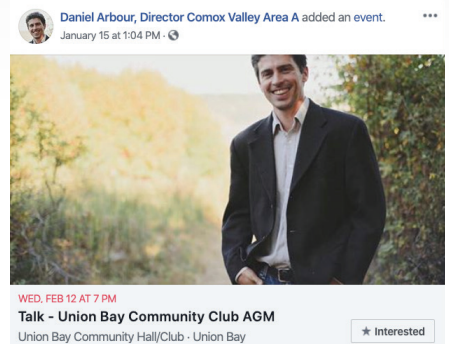 Daniel Arbour, Director Comox Valley Area A added an event.
January 15 at 1:04 PM ·
WED, FEB 12 AT 7 PM
Talk - Union Bay Community Club AGM
Union Bay Community Hall/Club · Union Bay
★ Interested